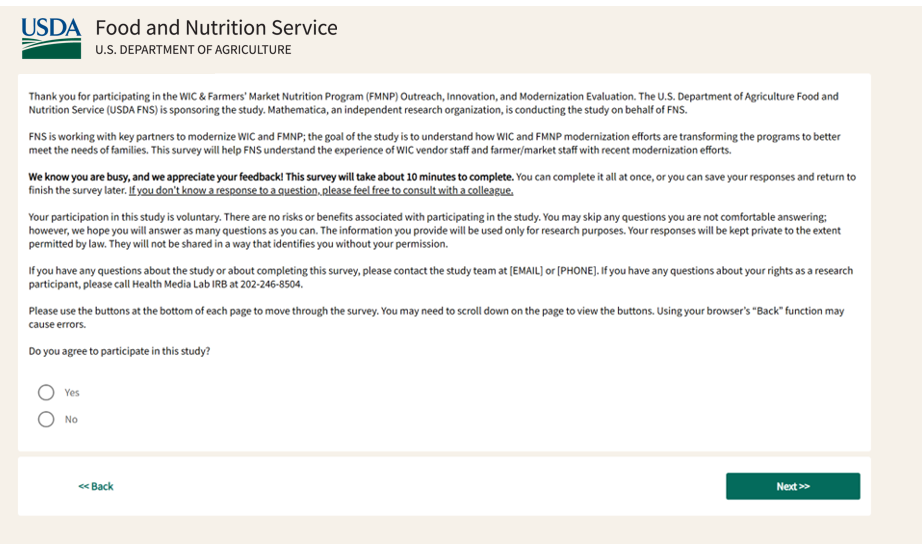 USDA Food and Nutrition Service
U.S. DEPARTMENT OF AGRICULTURE
Thank you for participating in the WIC & Farmers' Market Nutrition Program (FMNP) Outreach, Innovation, and Modernization Evaluation. The U.S. Department of Agriculture Food and
Nutrition Service (USDA FNS) is sponsoring the study. Mathematica, an independent research organization, is conducting the study on behalf of FNS.
FNS is working with key partners to modernize WIC and FMNP; the goal of the study is to understand how WIC and FMNP modernization efforts are transforming the programs to better
meet the needs of families. This survey will help FNS understand the experience of WIC vendor staff and farmer/market staff with recent modernization efforts.
We know you are busy, and we appreciate your feedback! This survey will take about 10 minutes to complete. You can complete it all at once, or you can save your responses and return to
finish the survey later. If you don't know a response to a question, please feel free to consult with a colleague.
Your participation in this study is voluntary. There are no risks or benefits associated with participating in the study. You may skip any questions you are not comfortable answering;
however, we hope you will answer as many questions as you can. The information you provide will be used only for research purposes. Your responses will be kept private to the extent
permitted by law. They will not be shared in a way that identifies you without your permission.
If you have any questions about the study or about completing this survey, please contact the study team at [EMAIL] or [PHONE]. If you have any questions about your rights as a research
participant, please call Health Media Lab IRB at 202-246-8504.
Please use the buttons at the bottom of each page to move through the survey. You may need to scroll down on the page to view the buttons. Using your browser's “Back” function may
cause errors.
Do you agree to participate in this study?
Yes
No
<< Back
Next >>